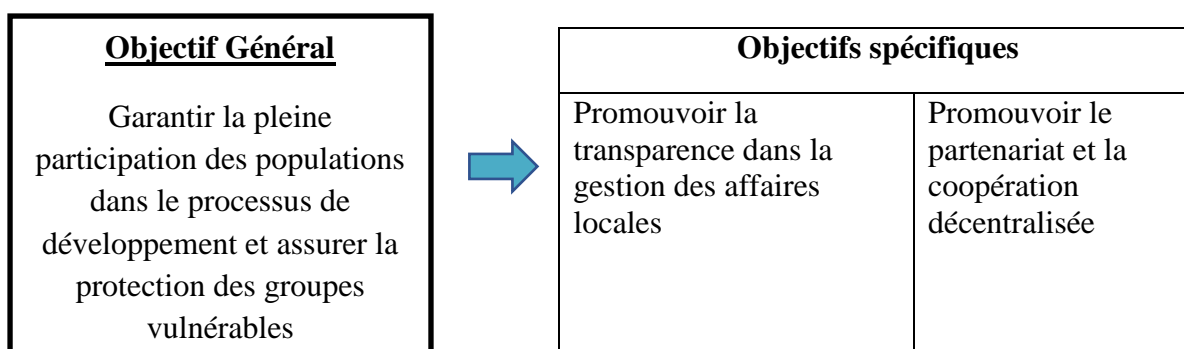 Objectif Général
Garantir la pleine
participation des populations
dans le processus de
développement et assurer la
protection des groupes
vulnérables
Objectifs spécifiques
Promouvoir la
transparence dans la
gestion des affaires
locales
Promouvoir le
partenariat et la
coopération
décentralisée